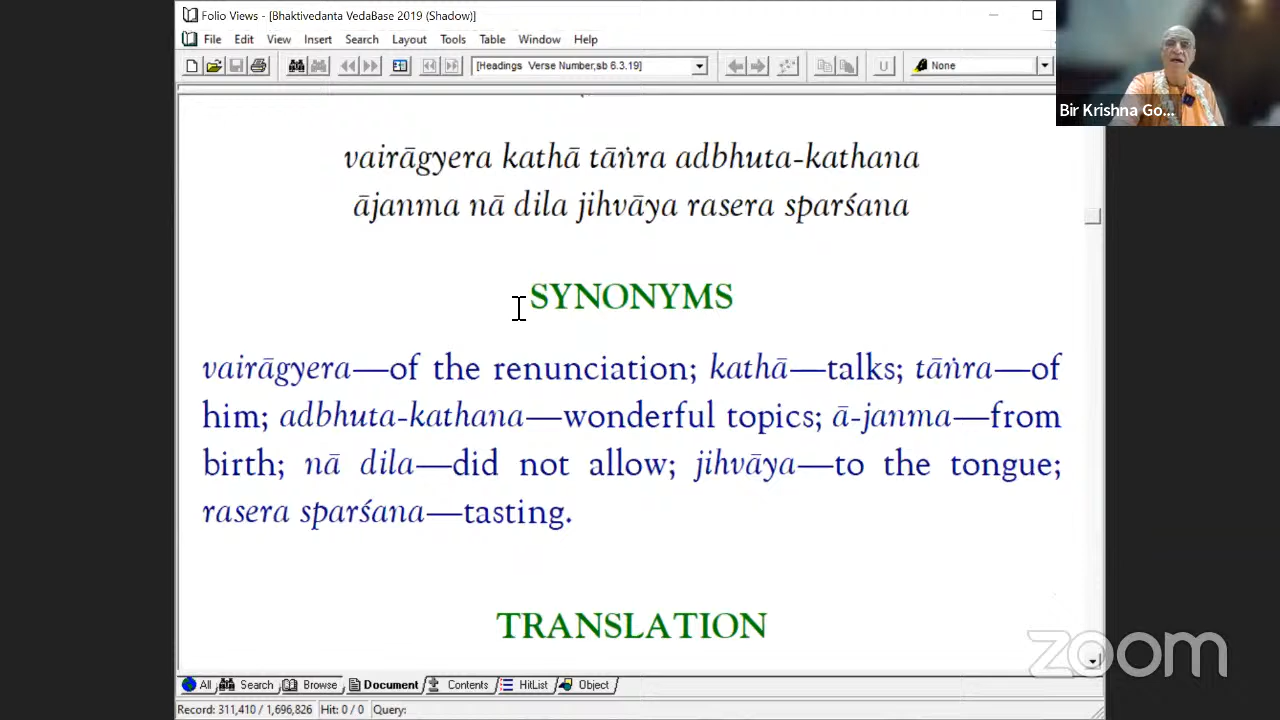 Folio Views - [Bhaktivedanta VedaBase 2019 (Shadow)]
File Edit View Insert Search Layout Tools Table Window Help
[Headings Verse Number,sb 6.3.19] U None
Bir Krishna Go...
vairāgyera kathā tāṅra adbhuta-kathana
ājanma nā dila jihvāya rasera sparśana
SYNONYMS
vairāgyera—of the renunciation; kathā—talks; tāṅra—of
him; adbhuta-kathana—wonderful topics; ā-janma—from
birth; nā dila—did not allow; jihvāya—to the tongue;
rasera sparśana—tasting.
TRANSLATION
zoom
All Search Browse Document Contents HitList Object
Record: 311,410 / 1,696,826 Hit: 0 / 0 Query: